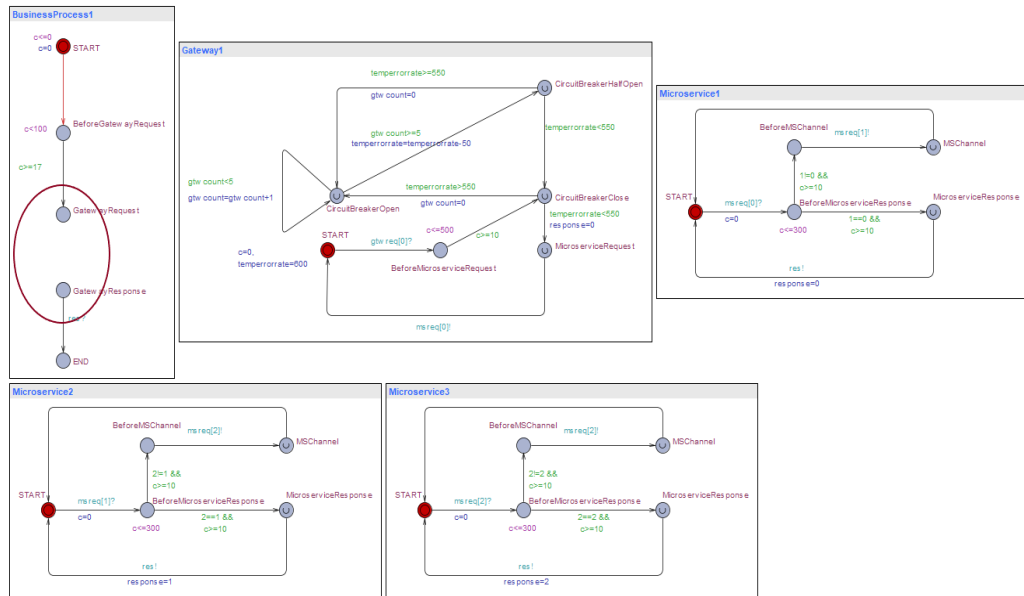 BusinessProcess1
c<=0
c=0
START
c<100
BeforeGatewayRequest
c>=17
GatewayRequest
GatewayResponse
END
Gateway1
temperrorrate>=550
gtw count=0
CircuitBreakerHalfOpen
gtw count>=5
temperrorrate=temperrorrate-50
temperrorrate<550
gtw count<5
gtw count=gtw count+1
temperrorrate>550
gtw count=0
CircuitBreakerClose
CircuitBreakerOpen
temperrorrate<550
response=0
START
c<=500
gtw req[0]?
c>=10
MicroserviceRequest
c=0,
temperrorrate=600
BeforeMicroserviceRequest
msreq[0]!
Microservice1
BeforeMSChannel
msreq[1]!
MSChannel
1!=0 &&
c>=10
START
msreq[0]?
c=0
BeforeMicroserviceResponse
c<=300
1==0 &&
c>=10
MicroserviceResponse
res!
response=0
Microservice2
BeforeMSChannel
msreq[2]!
MSChannel
2!=1 &&
c>=10
START
msreq[1]?
c=0
BeforeMicroserviceResponse
c<=300
2==1 &&
c>=10
MicroserviceResponse
res!
response=1
Microservice3
BeforeMSChannel
msreq[2]!
MSChannel
2!=2 &&
c>=10
START
msreq[2]?
c=0
BeforeMicroserviceResponse
c<=300
2==2 &&
c>=10
MicroserviceResponse
res!
response=2